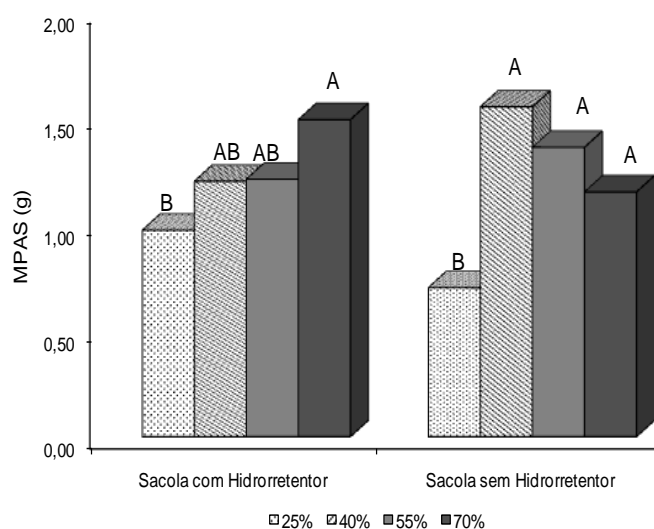 2,00
1,50
1,00
0,50
0,00
MPAS (g)
B
AB
AB
A
B
A
A
A
Sacola com Hidrorretentor
Sacola sem Hidrorretentor
25% 40% 55% 70%